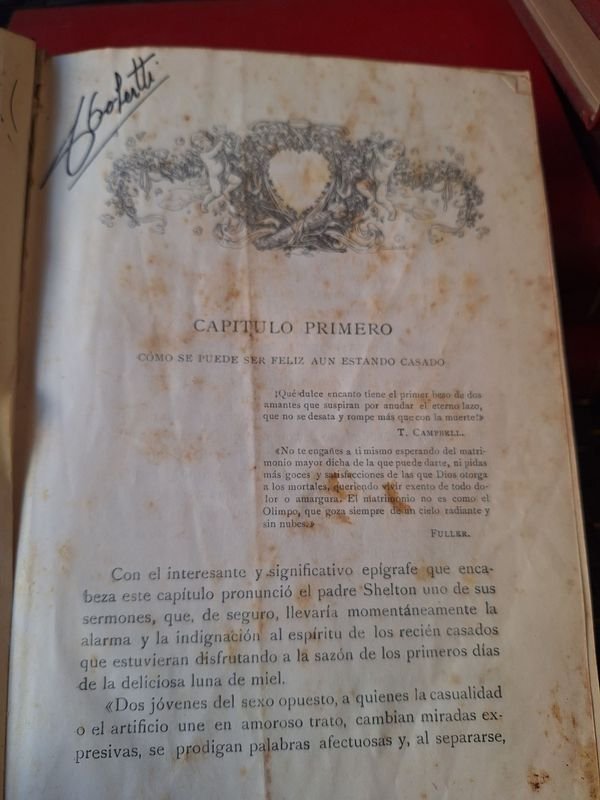 CAPITULO PRIMERO
CÓMO SE PUEDE SER FELIZ AUN ESTANDO CASADO
¡Qué dulce encanto tiene el primer beso de dos
amantes que suspiran por anudar el eterno lazo,
que no se desata y rompe más que con la muerte!»
T. CAMPBELL.
«No te engañes a ti mismo esperando del matri-
monio mayor dicha de la que puede darte, ni pidas
más goces y satisfacciones de las que Dios otorga
a los mortales, queriendo vivir exento de todo do-
lor o amargura. El matrimonio no es como el
Olimpo, que goza siempre de un cielo radiante y
sin nubes.»
FULLER.
Con el interesante y significativo epígrafe que enca-
beza este capítulo pronunció el padre Shelton uno de sus
sermones, que, de seguro, llevaría momentáneamente la
alarma y la indignación al espíritu de los recién casados
que estuvieran disfrutando a la sazón de los primeros días
de la deliciosa luna de miel.
«Dos jóvenes del sexo opuesto, a quienes la casualidad
o el artificio une en amoroso trato, cambian miradas ex-
presivas, se prodigan palabras afectuosas y, al separarse,